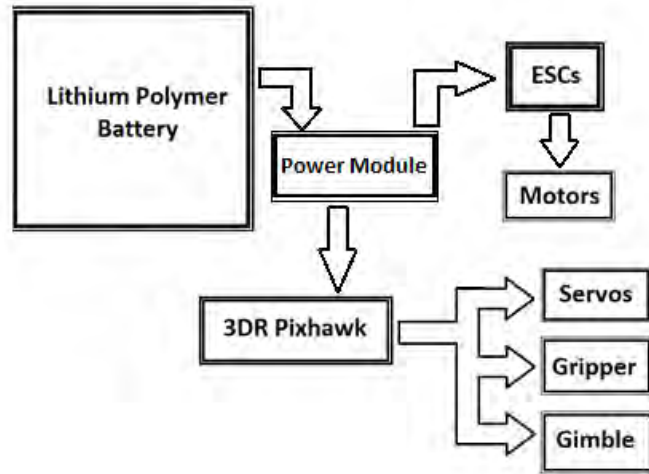 Lithium Polymer
Battery
ESCs
Power Module
Motors
3DR Pixhawk
Servos
Gripper
Gimble